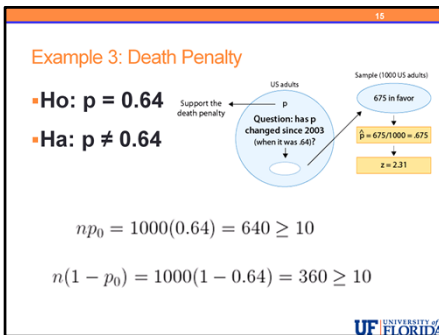 15
Example 3: Death Penalty
▪Ho: p = 0.64
▪Ha: p ≠ 0.64
Support the
death penalty
US adults
p
Question: has p
changed since 2003
(when it was .64)?
Sample (1000 US adults)
675 in favor
p̂ = 675/1000 = .675
z = 2.31
np₀ = 1000(0.64) = 640 ≥ 10
n(1 − p₀) = 1000(1 − 0.64) = 360 ≥ 10
UF UNIVERSITY of
FLORIDA